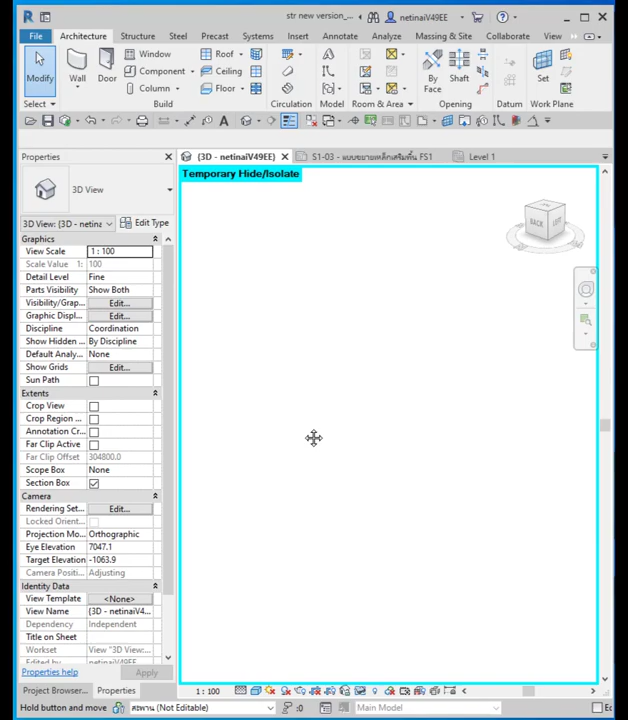 R
str new version_...
netinaiV49EE
File
Architecture
Structure
Steel
Precast
Systems
Insert
Annotate
Analyze
Massing & Site
Collaborate
View
Modify
Select
Wall
Door
Window
Component
Column
Build
Roof
Ceiling
Floor
Circulation
Model
Room & Area
By
Face
Shaft
Opening
Datum
Set
Work Plane
Properties
(3D - netinaiV49EE)
S1-03 - แบบขยายเหล็กเสริมพื้น FS1
Level 1
Temporary Hide/Isolate
3D View
BACK
LEFT
3D View: {3D - netina
Edit Type
Graphics
View Scale
1 : 100
Scale Value 1:
100
Detail Level
Fine
Parts Visibility
Show Both
Visibility/Grap...
Edit...
Graphic Displ...
Edit...
Discipline
Coordination
Show Hidden ...
By Discipline
Default Analy...
None
Show Grids
Edit...
Sun Path
Extents
Crop View
Crop Region ...
Annotation Cr...
Far Clip Active
Far Clip Offset
304800.0
Scope Box
None
Section Box
Camera
Rendering Set...
Edit...
Locked Orient...
Projection Mo...
Orthographic
Eye Elevation
7047.1
Target Elevation
-1063.9
Camera Positi...
Adjusting
Identity Data
View Template
<None>
View Name
{3D - netinaiV4...
Dependency
Independent
Title on Sheet
Workset
View "3D View:...
Edited by
netinaiV49EE
Properties help
Apply
Project Browser...
Properties
1 : 100
Hold button and move
สะพาน (Not Editable)
:0
Main Model